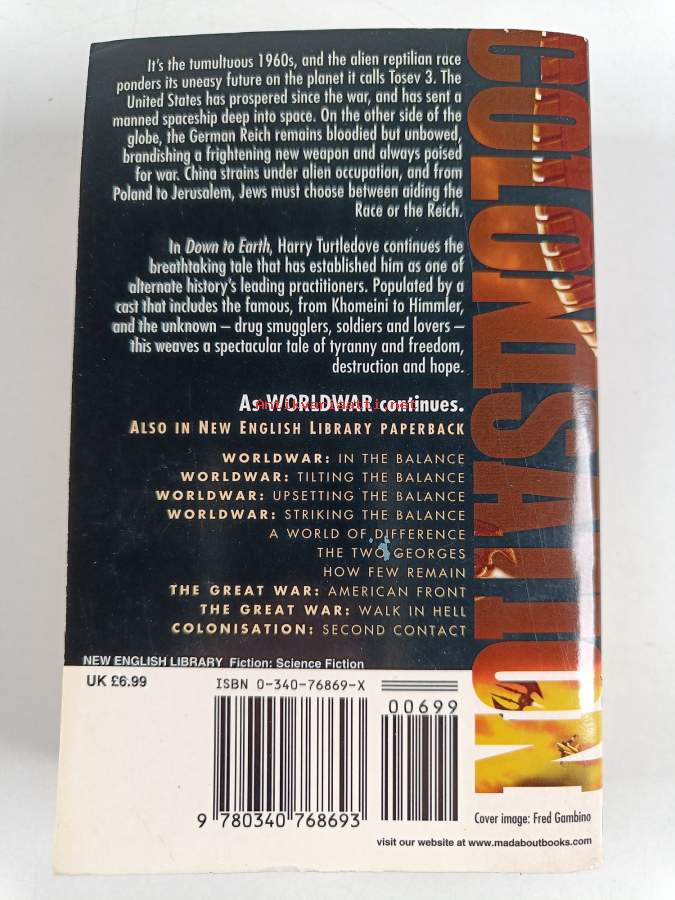 It's the tumultuous 1960s, and the alien reptilian race
ponders its uneasy future on the planet it calls Tosev 3. The
United States has prospered since the war, and has sent a
manned spaceship deep into space. On the other side of the
globe, the German Reich remains bloodied but unbowed,
brandishing a frightening new weapon and always poised
for war. China strains under alien occupation, and from
Poland to Jerusalem, Jews must choose between aiding the
Race or the Reich.
In Down to Earth, Harry Turtledove continues the
breathtaking tale that has established him as one of
alternate history's leading practitioners. Populated by a
cast that includes the famous, from Khomeini to Himmler,
and the unknown – drug smugglers, soldiers and lovers –
this weaves a spectacular tale of tyranny and freedom,
destruction and hope.
As WORLDWAR continues.
Antikvariaatti.net
ALSO IN NEW ENGLISH LIBRARY PAPERBACK
WORLDWAR: IN THE BALANCE
WORLDWAR: TILTING THE BALANCE
WORLDWAR: UPSETTING THE BALANCE
WORLDWAR: STRIKING THE BALANCE
A WORLD OF DIFFERENCE
THE TWO GEORGES
HOW FEW REMAIN
THE GREAT WAR: AMERICAN FRONT
THE GREAT WAR: WALK IN HELL
COLONISATION: SECOND CONTACT
NEW ENGLISH LIBRARY Fiction: Science Fiction
UK £6.99
ISBN 0-340-76869-X
00699
9 780340 768693
COLONISATION
Cover image: Fred Gambino
visit our website at www.madaboutbooks.com